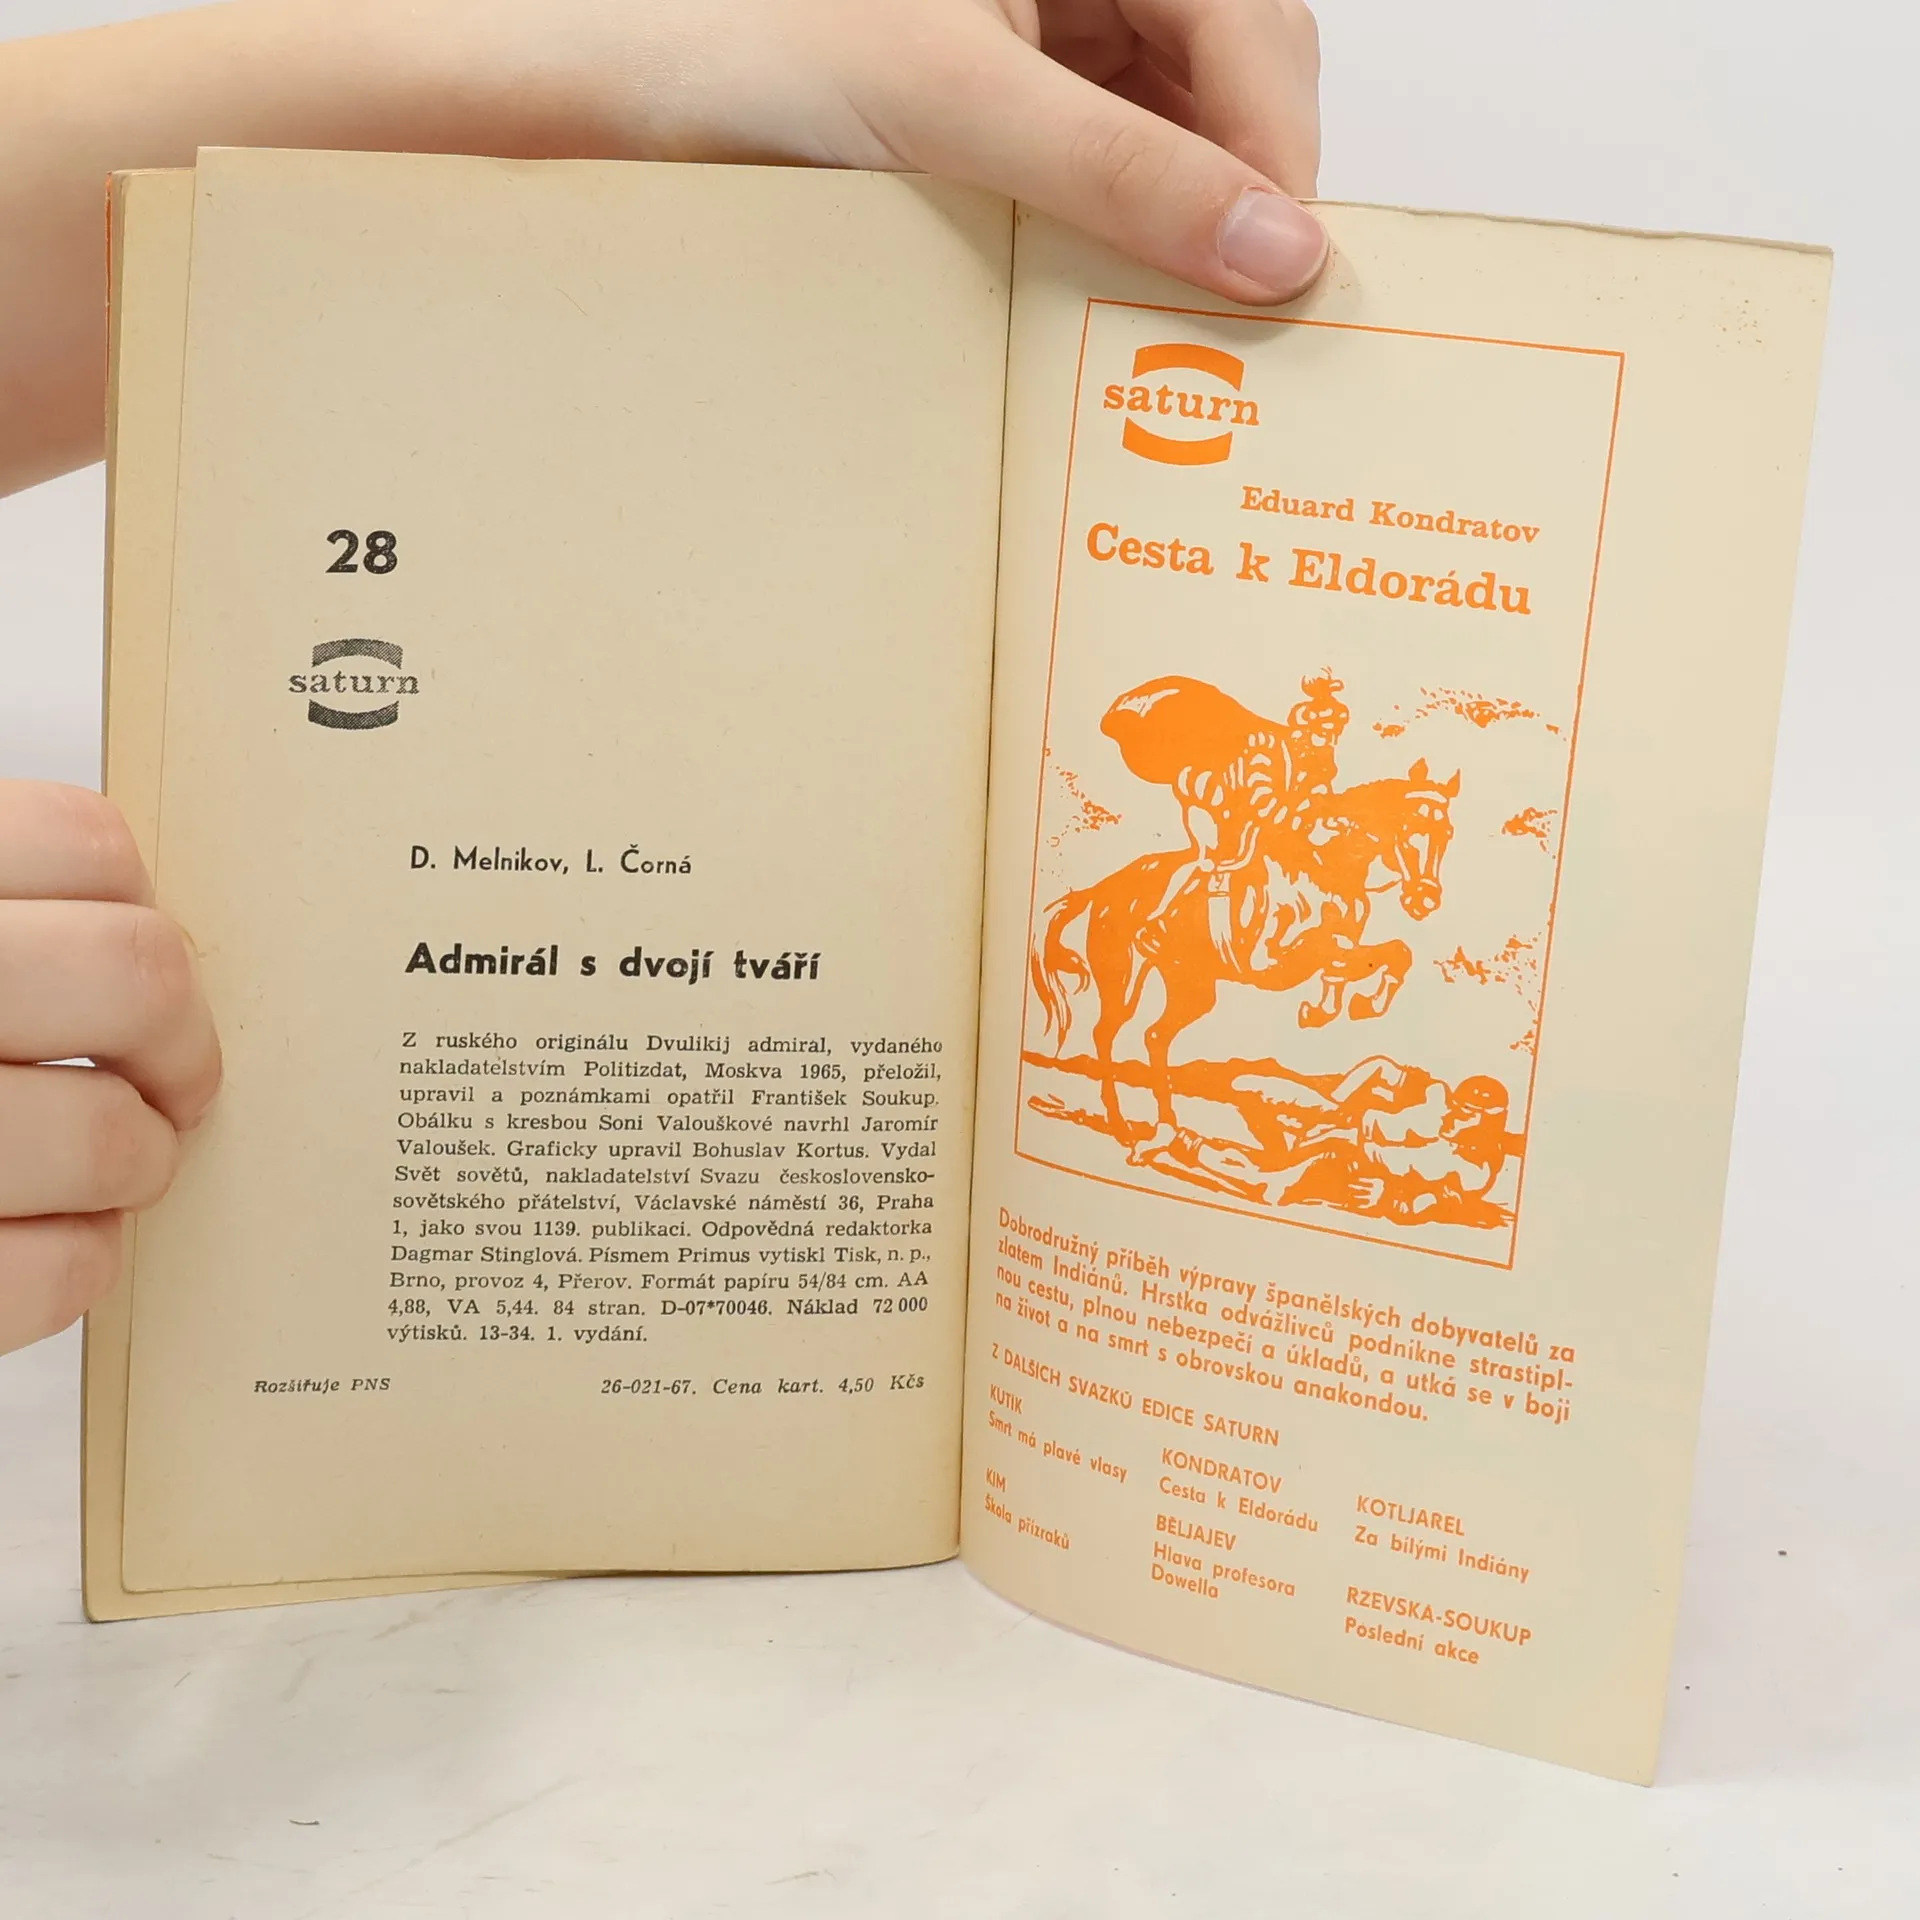 28
saturn
D. Melnikov, L. Čorná
Admirál s dvojí tváří
Z ruského originálu Dvulikij admiral, vydaného
nakladatelstvím Politizdat, Moskva 1965, přeložil,
upravil a poznámkami opatřil František Soukup.
Obálku s kresbou Soni Valouškové navrhl Jaromír
Valoušek. Graficky upravil Bohuslav Kortus. Vydal
Svět sovětů, nakladatelství Svazu československo-
sovětského přátelství, Václavské náměstí 36, Praha
1, jako svou 1139. publikaci. Odpovědná redaktorka
Dagmar Stinglová. Písmem Primus vytiskl Tisk, n. p.,
Brno, provoz 4, Přerov. Formát papíru 54/84 cm. AA
4,88, VA 5,44. 84 stran. D-07*70046. Náklad 72 000
výtisků. 13-34. 1. vydání.
Rozšiřuje PNS
26-021-67. Cena kart. 4,50 Kčs
saturn
Eduard Kondratov
Cesta k Eldorádu
Dobrodružný příběh výpravy španělských dobyvatelů za
zlatem Indiánů. Hrstka odvážlivců podnikne strastipl-
nou cestu, plnou nebezpečí a úkladů, a utká se v boji
na život a na smrt s obrovskou anakondou.
Z DALŠÍCH SVAZKŮ EDICE SATURN
KUTIK
Smrt má plavé vlasy
KIM
Škola přízraků
KONDRATOV
Cesta k Eldorádu
BĚLJAJEV
Hlava profesora
Dowella
KOTLJAREL
Za bílými Indiány
RZEVSKA-SOUKUP
Poslední akce